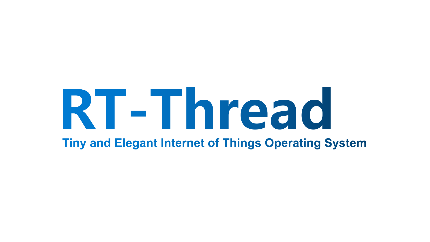 RT-Thread
Tiny and Elegant Internet of Things Operating System